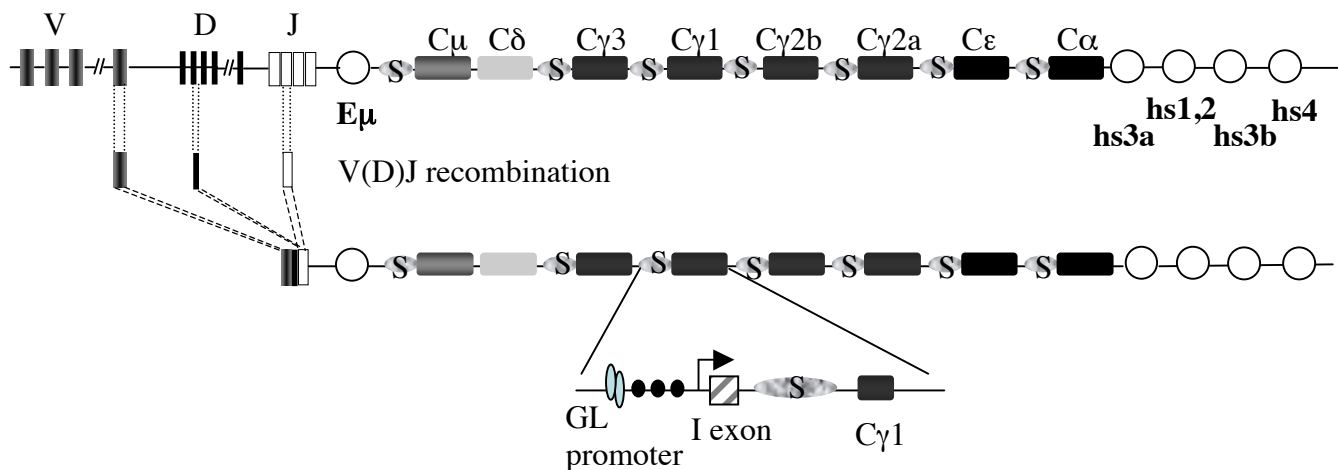 V D J
Cμ Cδ Cγ3 Cγ1 Cγ2b Cγ2a Cε Cα
// // S S S S S S S
Eμ hs3a hs1,2 hs3b hs4
V(D)J recombination
S S S S S S S
S
GL promoter
I exon
Cγ1